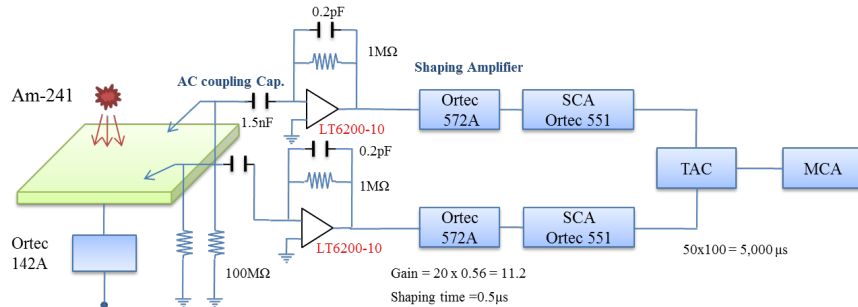 0.2pF
1MΩ
AC coupling Cap.
Shaping Amplifier
Am-241
1.5nF
LT6200-10
Ortec
572A
SCA
Ortec 551
0.2pF
1MΩ
TAC
MCA
LT6200-10
Ortec
572A
SCA
Ortec 551
Ortec
142A
100MΩ
50x100 = 5,000 μs
Gain = 20 x 0.56 = 11.2
Shaping time =0.5μs